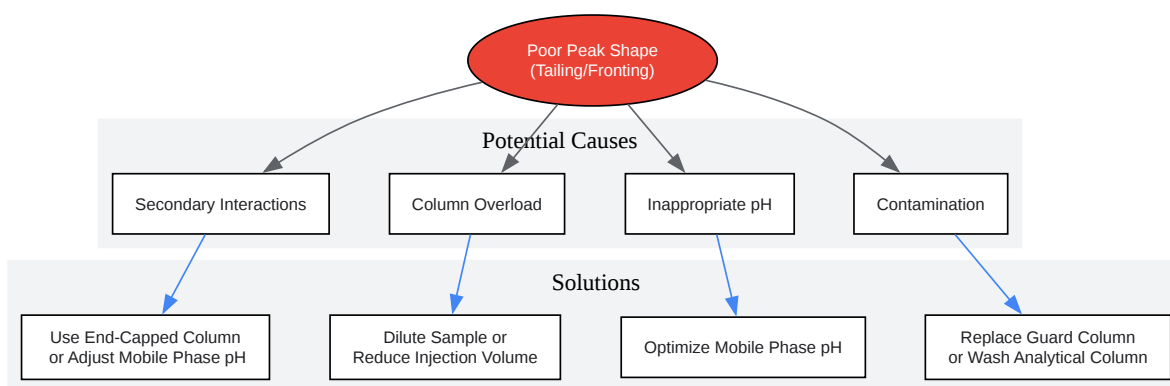 Poor Peak Shape
(Tailing/Fronting)
Potential Causes
Secondary Interactions
Column Overload
Inappropriate pH
Contamination
Solutions
Use End-Capped Column
or Adjust Mobile Phase pH
Dilute Sample or
Reduce Injection Volume
Optimize Mobile Phase pH
Replace Guard Column
or Wash Analytical Column